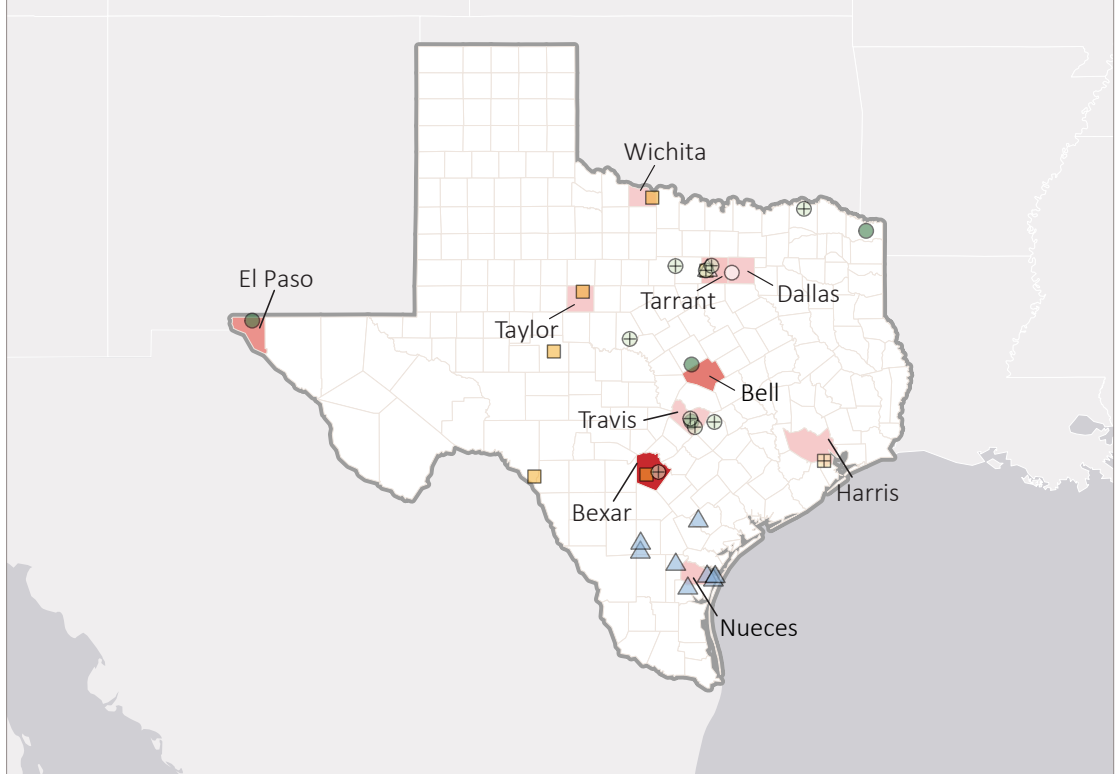 Wichita
El Paso
Tarrant
Dallas
Taylor
Bell
Travis
Harris
Bexar
Nueces